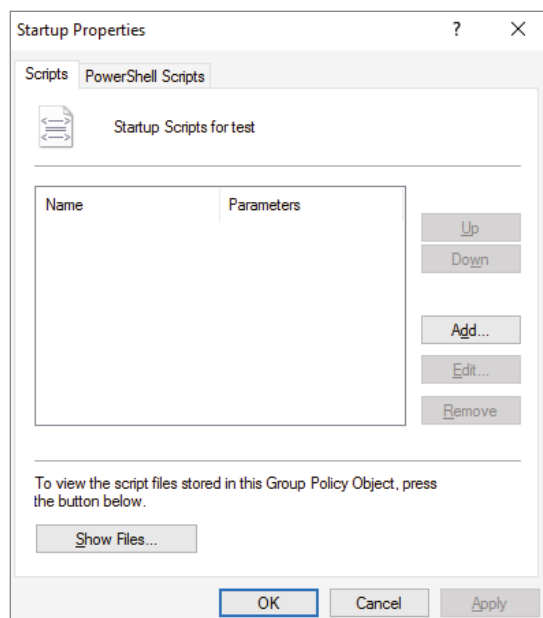 Startup Properties
? ×
Scripts PowerShell Scripts
<-->
<-->
Startup Scripts for test
Name Parameters
Up
Down
Add...
Edit...
Remove
To view the script files stored in this Group Policy Object, press
the button below.
Show Files...
OK Cancel Apply